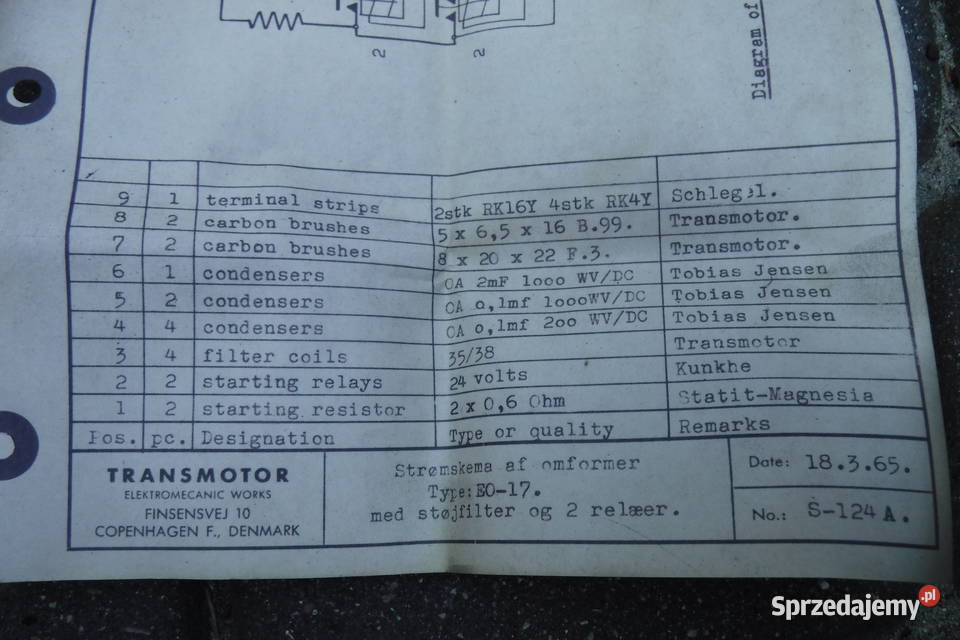 2
2
Diagram of
9 1 terminal strips 2stk RK16Y 4stk RK4Y Schlegel.
8 2 carbon brushes 5 x 6,5 x 16 B.99. Transmotor.
7 2 carbon brushes 8 x 20 x 22 F.3. Transmotor.
6 1 condensers OA 2mF 1ooo WV/DC Tobias Jensen
5 2 condensers OA o,1mf 1oooWV/DC Tobias Jensen
4 4 condensers OA o,1mf 2oo WV/DC Tobias Jensen
3 4 filter coils 35/38 Transmotor
2 2 starting relays 24 volts Kunkhe
1 2 starting resistor 2 x 0,6 Ohm Statit-Magnesia
Pos. pc. Designation Type or quality Remarks
TRANSMOTOR
ELEKTROMECANIC WORKS
FINSENSVEJ 10
COPENHAGEN F., DENMARK
Strømskema af omformer
Type: EO-17.
med støjfilter og 2 relæer.
Date: 18.3.65.
No.: S-124 A.
Sprzedajemy.pl